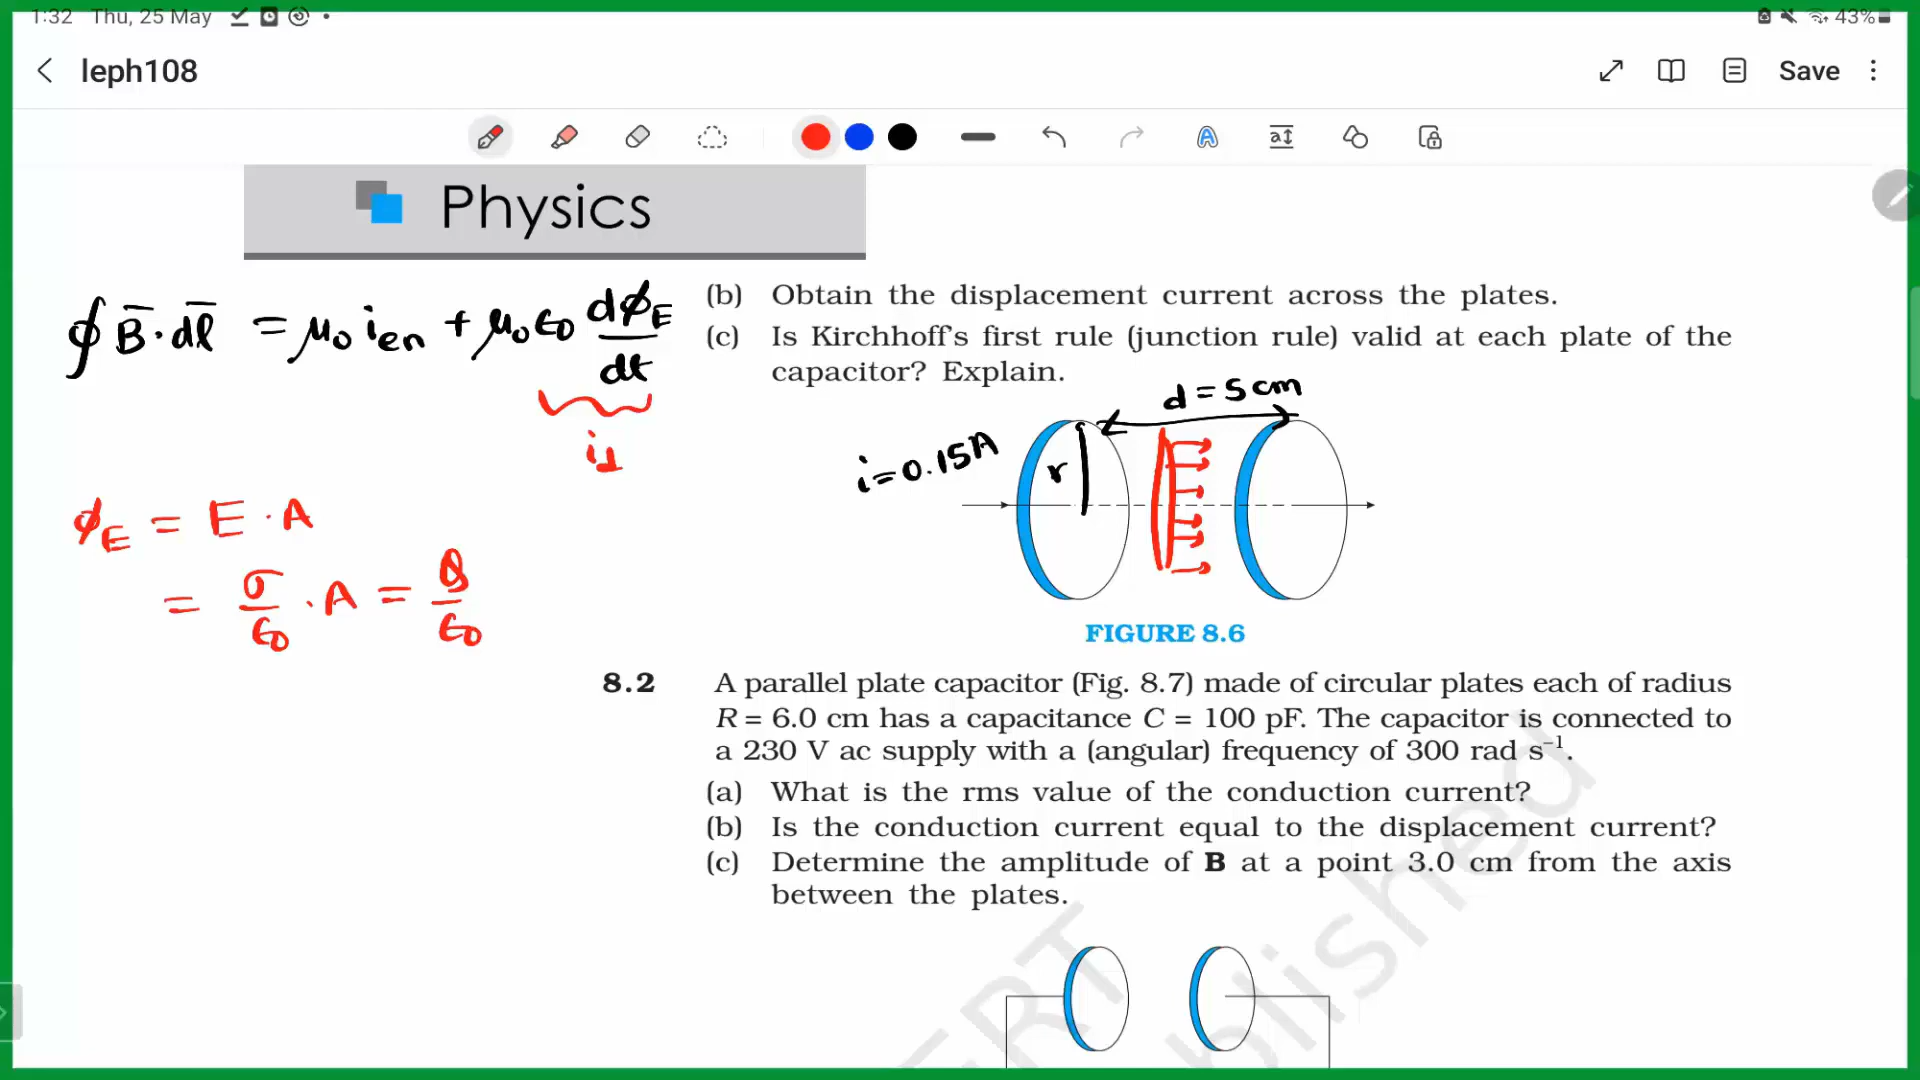 1:32 Thu, 25 May
43%
leph108
Save
Physics
∮ B̄·dl̄ = μ₀ i_en + μ₀ε₀ dϕ_E/dt
i_d
ϕ_E = E·A
= σ/ε₀ · A = Q/ε₀
(b) Obtain the displacement current across the plates.
(c) Is Kirchhoff's first rule (junction rule) valid at each plate of the
capacitor? Explain.
d = 5 cm
i = 0.15A
r
FIGURE 8.6
8.2 A parallel plate capacitor (Fig. 8.7) made of circular plates each of radius
R = 6.0 cm has a capacitance C = 100 pF. The capacitor is connected to
a 230 V ac supply with a (angular) frequency of 300 rad s⁻¹.
(a) What is the rms value of the conduction current?
(b) Is the conduction current equal to the displacement current?
(c) Determine the amplitude of B at a point 3.0 cm from the axis
between the plates.